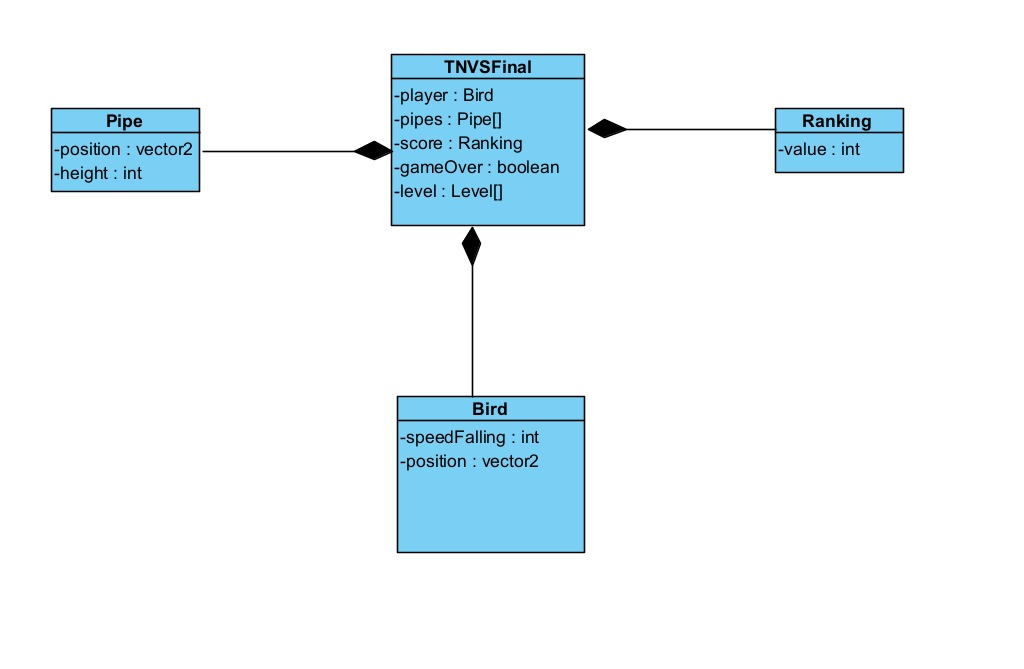 TNVSFinal
-player : Bird
-pipes : Pipe[]
-score : Ranking
-gameOver : boolean
-level : Level[]
Pipe
-position : vector2
-height : int
Ranking
-value : int
Bird
-speedFalling : int
-position : vector2